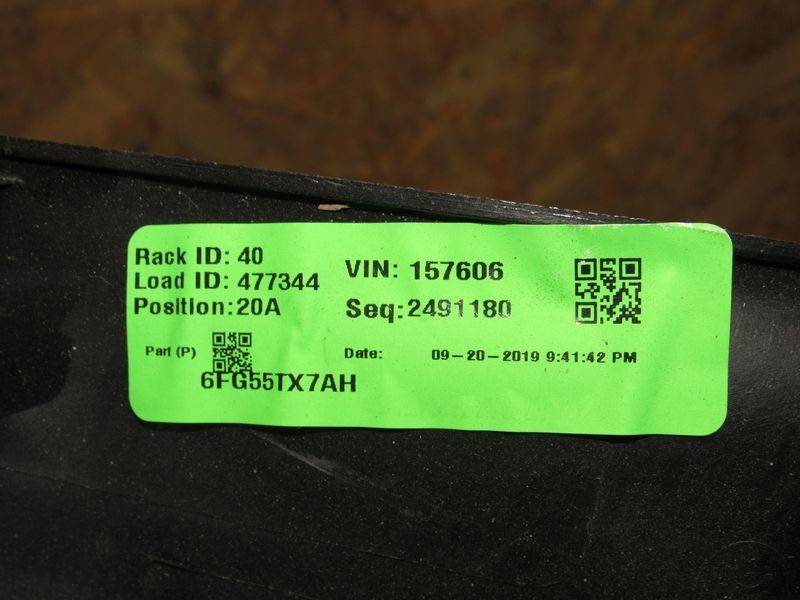 Rack ID: 40
Load ID: 477344
Position:20A
VIN: 157606
Seq:2491180
Part (P)
6FG55TX7AH
Date: 09-20-2019 9:41:42 PM